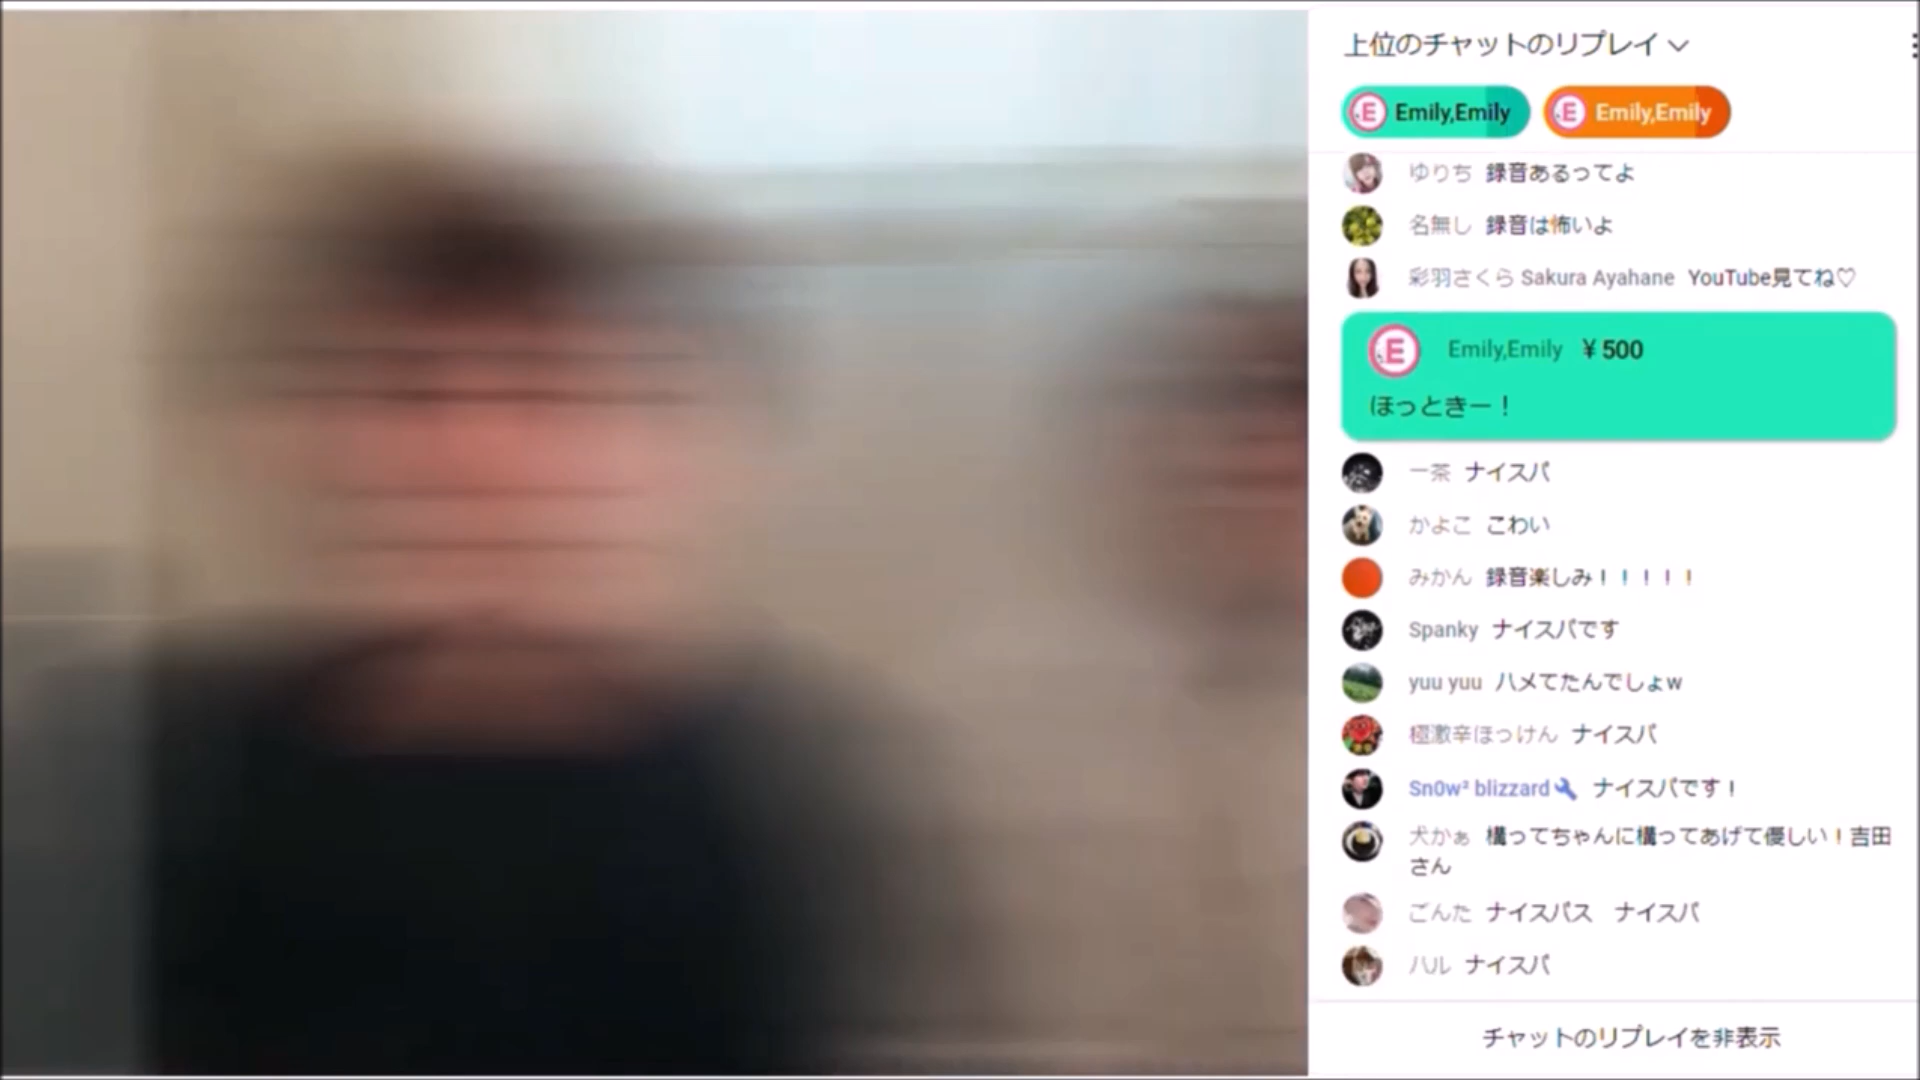 上位のチャットのリプレイ
E Emily,Emily E Emily,Emily
ゆりち 録音あるってよ
名無し 録音は怖いよ
彩羽さくら Sakura Ayahane YouTube見てね♡
E Emily,Emily ￥500
ほっときー！
一茶 ナイスパ
かよこ こわい
みかん 録音楽しみ！！！！！
Spanky ナイスパです
yuu yuu ハメてたんでしょw
極激辛ほっけん ナイスパ
Sn0w² blizzard ナイスパです！
犬かぁ 構ってちゃんに構ってあげて優しい！吉田
さん
ごんた ナイスパス ナイスパ
ハル ナイスパ
チャットのリプレイを非表示